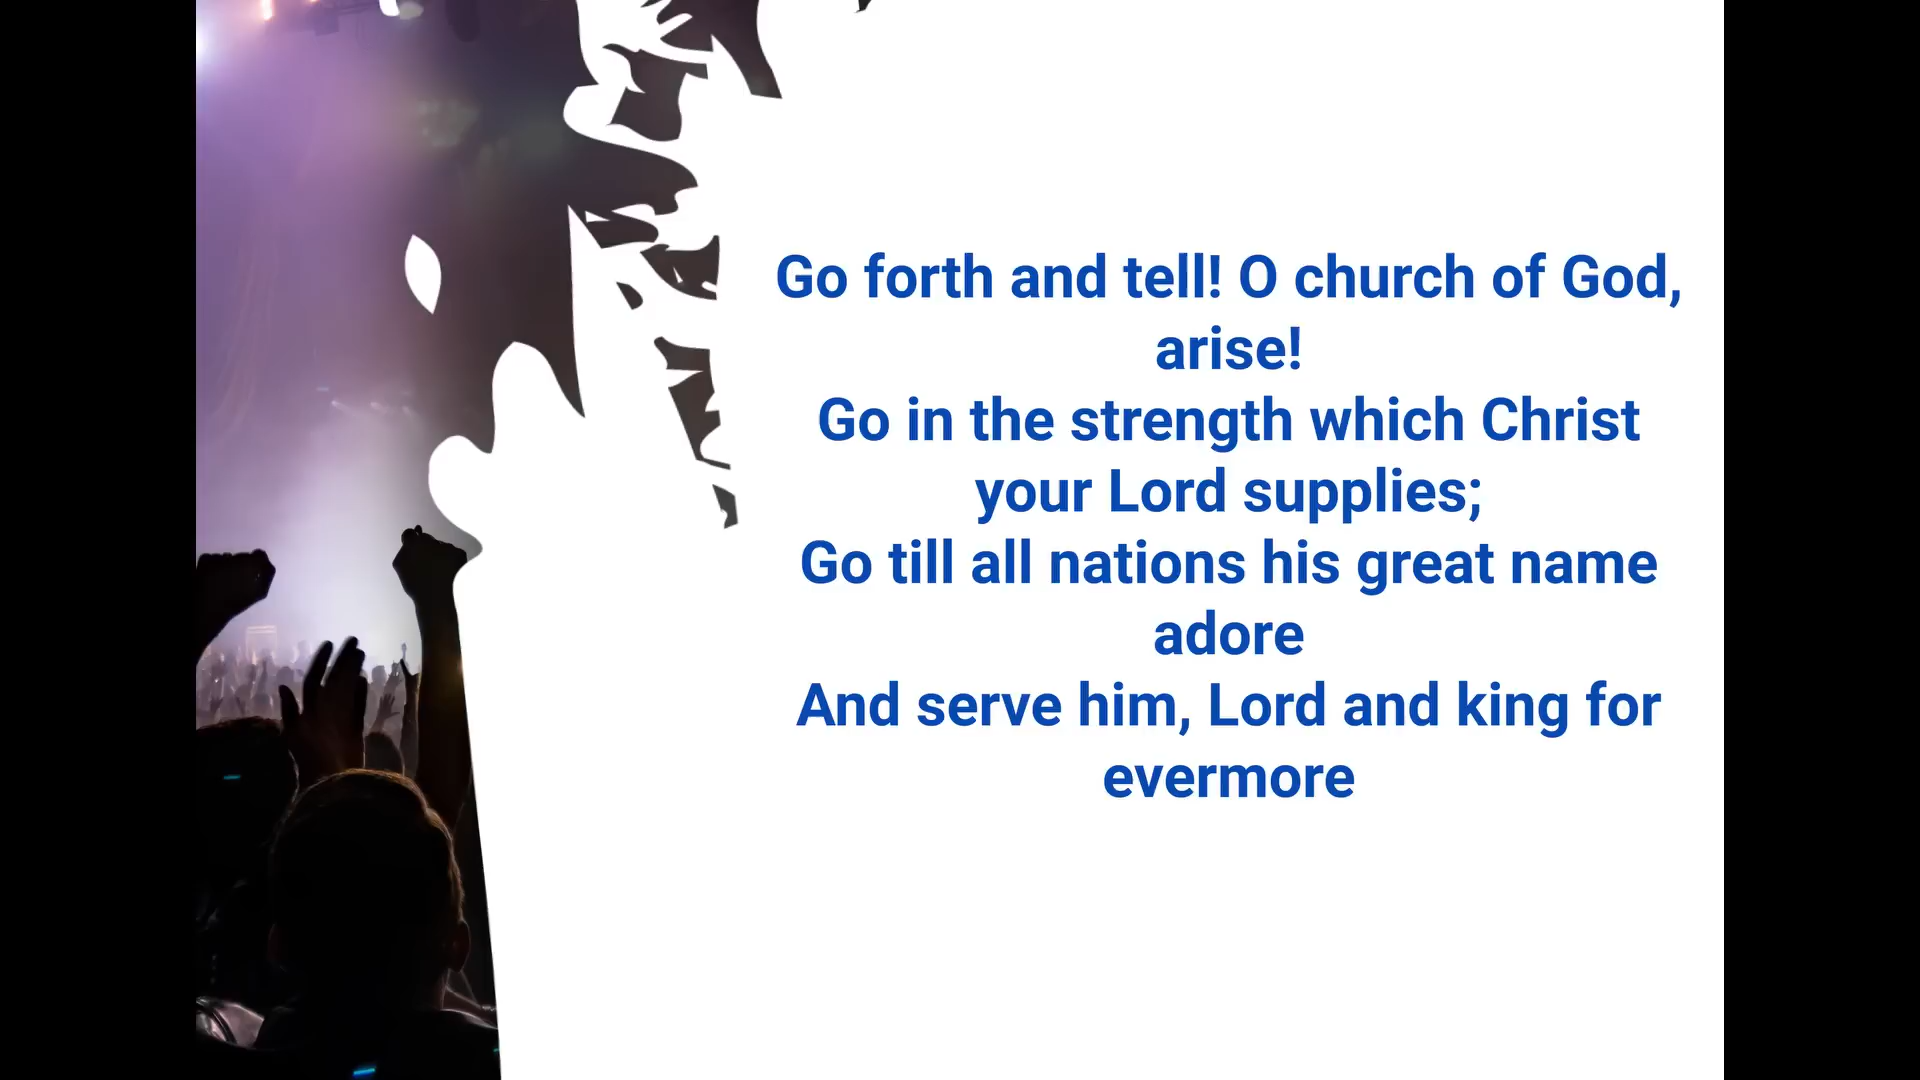 Go forth and tell! O church of God,
arise!
Go in the strength which Christ
your Lord supplies;
Go till all nations his great name
adore
And serve him, Lord and king for
evermore